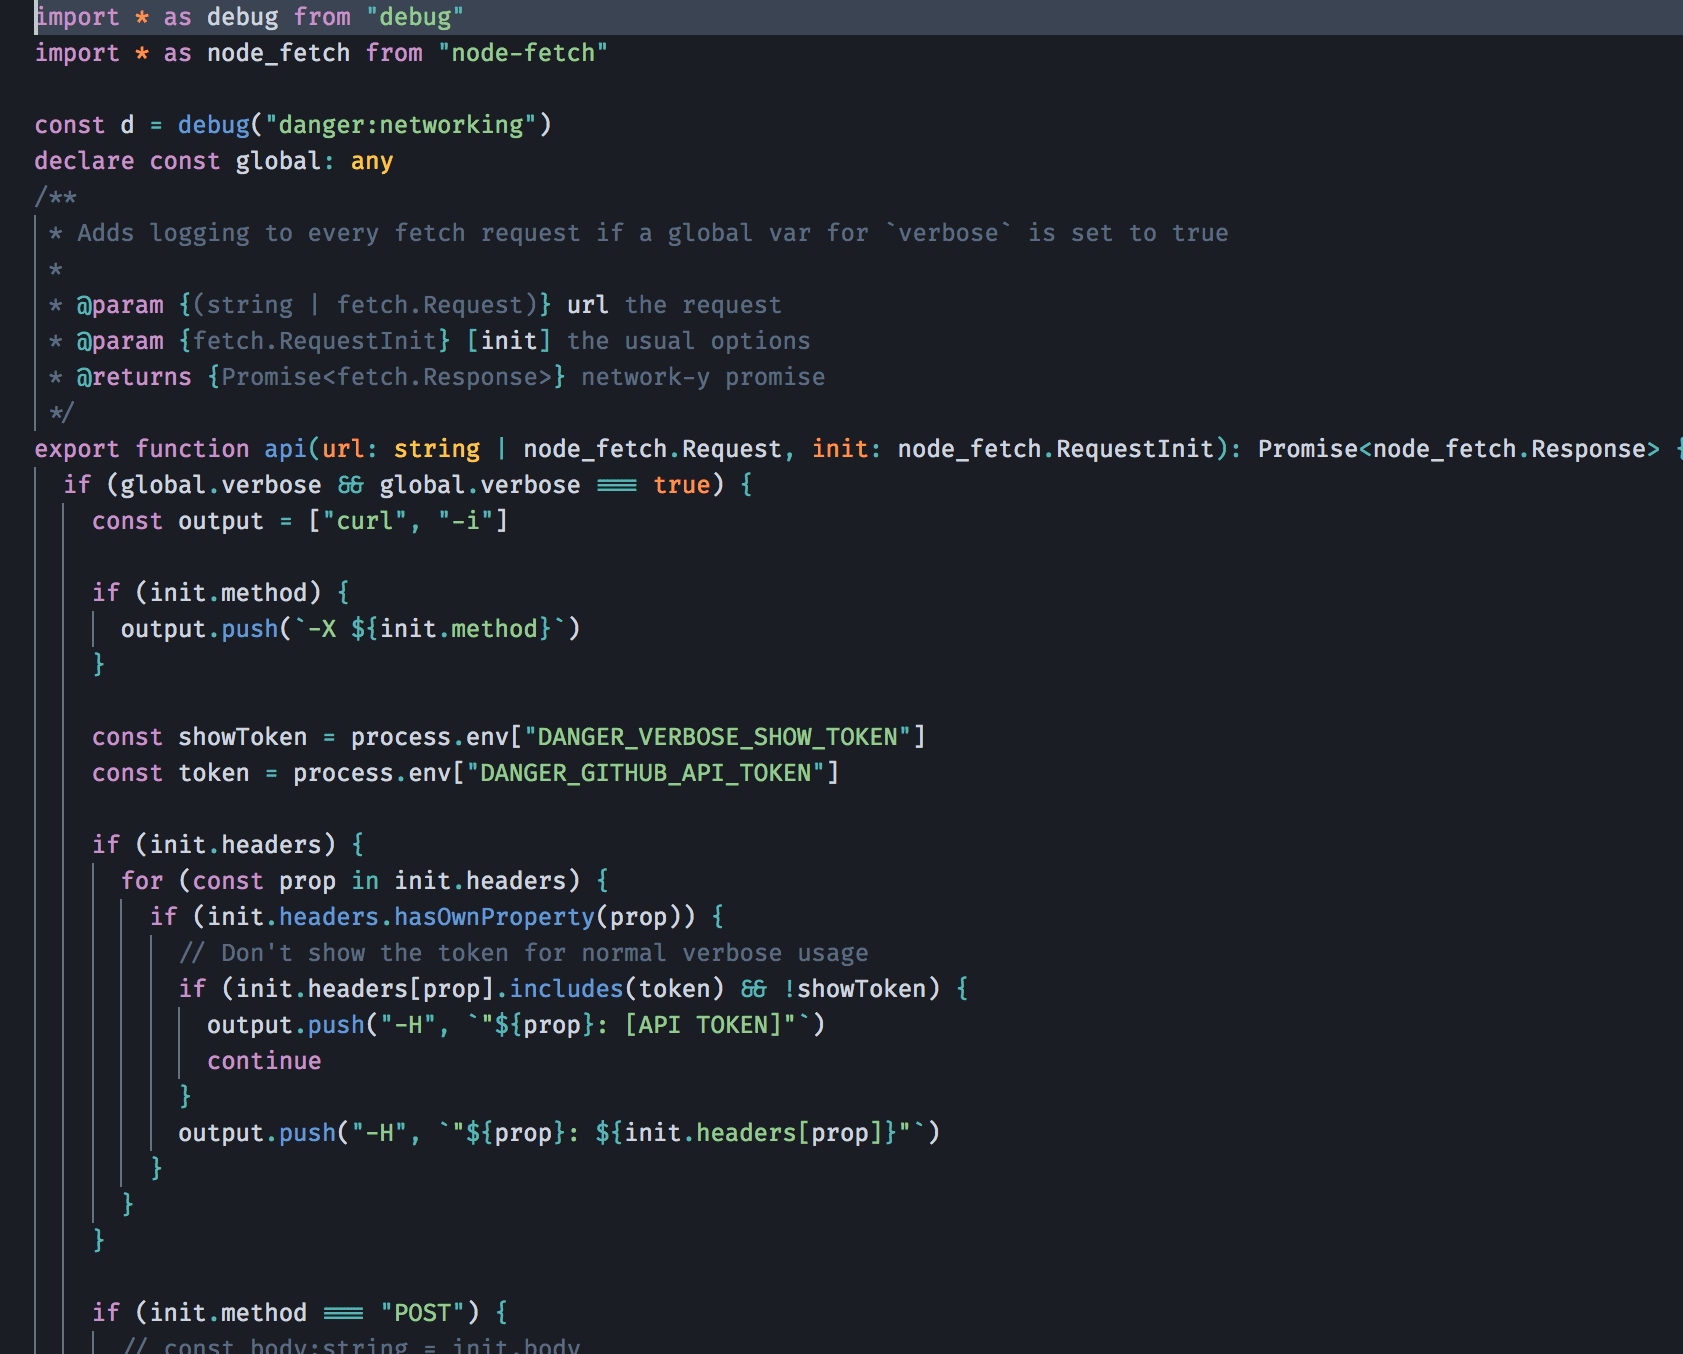 import * as debug from "debug"
import * as node_fetch from "node-fetch"
const d = debug("danger:networking")
declare const global: any
/**
* Adds logging to every fetch request if a global var for `verbose` is set to true
*
* @param {(string | fetch.Request)} url the request
* @param {fetch.RequestInit} [init] the usual options
* @returns {Promise<fetch.Response>} network-y promise
*/
export function api(url: string | node_fetch.Request, init: node_fetch.RequestInit): Promise<node_fetch.Response> {
if (global.verbose && global.verbose === true) {
const output = ["curl", "-i"]
if (init.method) {
output.push(`-X ${init.method}`)
}
const showToken = process.env["DANGER_VERBOSE_SHOW_TOKEN"]
const token = process.env["DANGER_GITHUB_API_TOKEN"]
if (init.headers) {
for (const prop in init.headers) {
if (init.headers.hasOwnProperty(prop)) {
// Don't show the token for normal verbose usage
if (init.headers[prop].includes(token) && !showToken) {
output.push("-H", `"${prop}: [API TOKEN]"`)
continue
}
output.push("-H", `"${prop}: ${init.headers[prop]}"`)
}
}
}
if (init.method === "POST") {
// const body:string = init.body